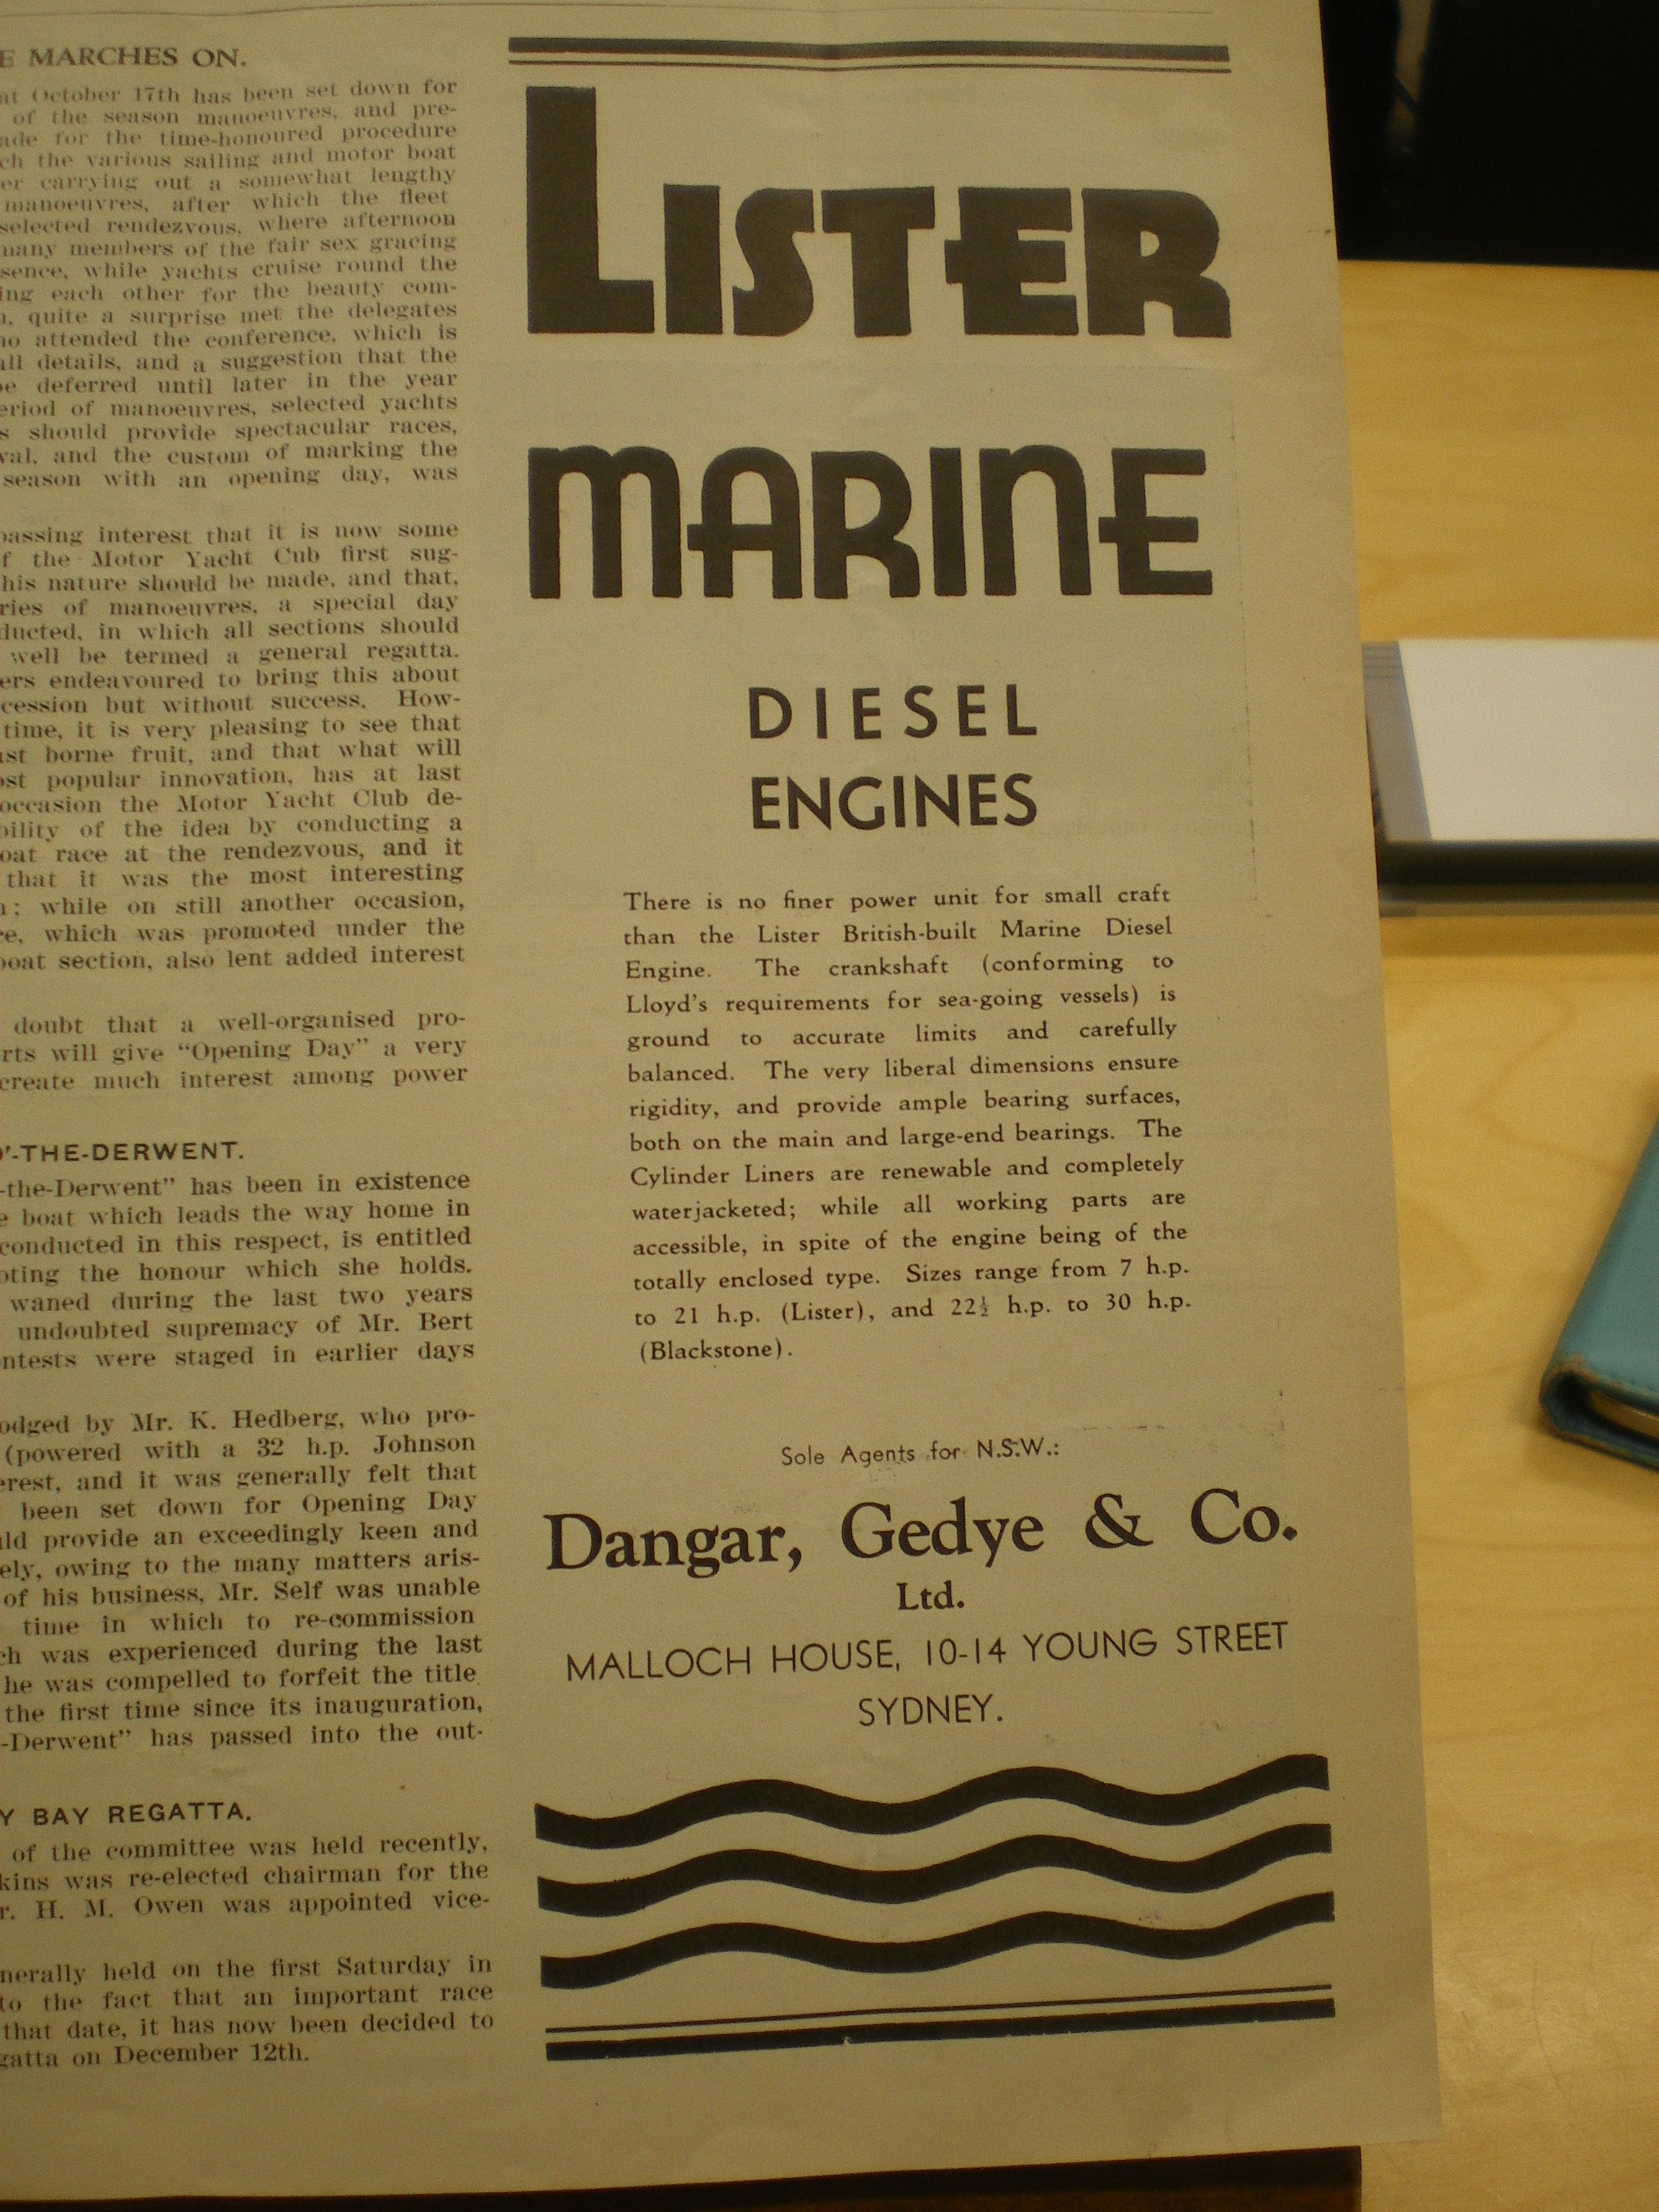 E MARCHES ON.
at October 17th has been set down for
of the season manoeuvres, and pre-
ade for the time-honoured procedure
ch the various sailing and motor boat
er carrying out a somewhat lengthy
manoeuvres, after which the fleet
selected rendezvous, where afternoon
many members of the fair sex gracing
sence, while yachts cruise round the
ing each other for the beauty com-
n, quite a surprise met the delegates
ho attended the conference, which is
all details, and a suggestion that the
be deferred until later in the year
eriod of manoeuvres, selected yachts
s should provide spectacular races,
val, and the custom of marking the
season with an opening day, was
passing interest that it is now some
f the Motor Yacht Cub first sug-
his nature should be made, and that,
ries of manoeuvres, a special day
ducted, in which all sections should
well be termed a general regatta.
ers endeavoured to bring this about
cession but without success. How-
time, it is very pleasing to see that
ast borne fruit, and that what will
ost popular innovation, has at last
occasion the Motor Yacht Club de-
bility of the idea by conducting a
oat race at the rendezvous, and it
that it was the most interesting
n; while on still another occasion,
re, which was promoted under the
boat section, also lent added interest
doubt that a well-organised pro-
rts will give "Opening Day" a very
create much interest among power
O'-THE-DERWENT.
-the-Derwent" has been in existence
e boat which leads the way home in
conducted in this respect, is entitled
oting the honour which she holds.
waned during the last two years
undoubted supremacy of Mr. Bert
ntests were staged in earlier days
odged by Mr. K. Hedberg, who pro-
(powered with a 32 h.p. Johnson
erest, and it was generally felt that
been set down for Opening Day
uld provide an exceedingly keen and
ely, owing to the many matters aris-
of his business, Mr. Self was unable
time in which to re-commission
ch was experienced during the last
he was compelled to forfeit the title
the first time since its inauguration,
-Derwent" has passed into the out-
Y BAY REGATTA.
of the committee was held recently,
kins was re-elected chairman for the
r. H. M. Owen was appointed vice-
nerally held on the first Saturday in
to the fact that an important race
that date, it has now been decided to
gatta on December 12th.
LISTER
MARINE
DIESEL
ENGINES
There is no finer power unit for small craft
than the Lister British-built Marine Diesel
Engine. The crankshaft (conforming to
Lloyd's requirements for sea-going vessels) is
ground to accurate limits and carefully
balanced. The very liberal dimensions ensure
rigidity, and provide ample bearing surfaces,
both on the main and large-end bearings. The
Cylinder Liners are renewable and completely
waterjacketed; while all working parts are
accessible, in spite of the engine being of the
totally enclosed type. Sizes range from 7 h.p.
to 21 h.p. (Lister), and 22½ h.p. to 30 h.p.
(Blackstone).
Sole Agents for N.S.W.:
Dangar, Gedye & Co.
Ltd.
MALLOCH HOUSE, 10-14 YOUNG STREET
SYDNEY.